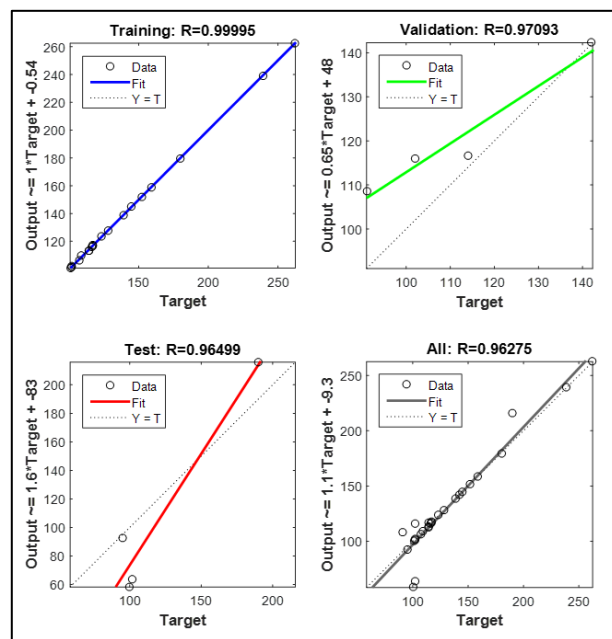 Training: R=0.99995
Output ~= 1*Target + -0.54
260
240
220
200
180
160
140
120
Data
Fit
Y = T
150
200
250
Target
Validation: R=0.97093
Output ~= 0.65*Target + 48
140
130
120
110
100
Data
Fit
Y = T
100
110
120
130
140
Target
Test: R=0.96499
Output ~= 1.6*Target + -83
200
180
160
140
120
100
80
60
Data
Fit
Y = T
100
150
200
Target
All: R=0.96275
Output ~= 1.1*Target + -9.3
250
200
150
100
Data
Fit
Y = T
100
150
200
250
Target